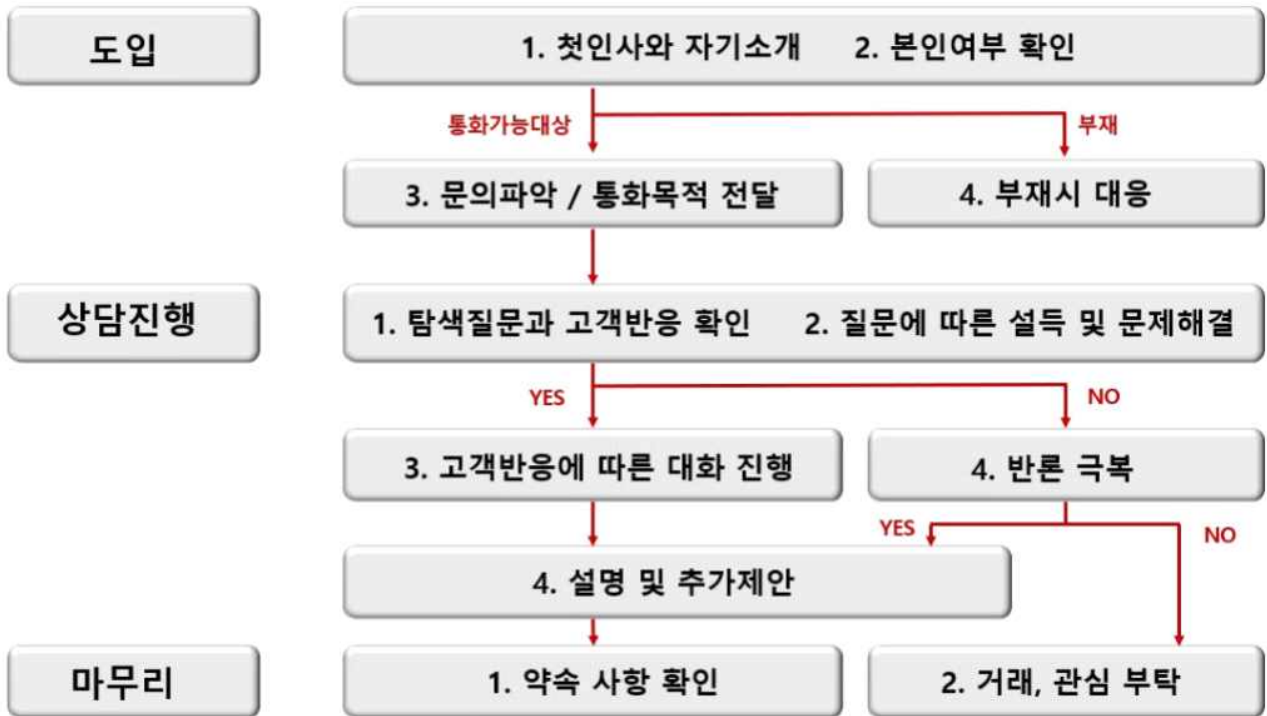 도입
1. 첫인사와 자기소개 2. 본인여부 확인
통화가능대상
부재
3. 문의파악 / 통화목적 전달
4. 부재시 대응
상담진행
1. 탐색질문과 고객반응 확인 2. 질문에 따른 설득 및 문제해결
YES
NO
3. 고객반응에 따른 대화 진행
4. 반론 극복
YES
NO
4. 설명 및 추가제안
마무리
1. 약속 사항 확인
2. 거래, 관심 부탁